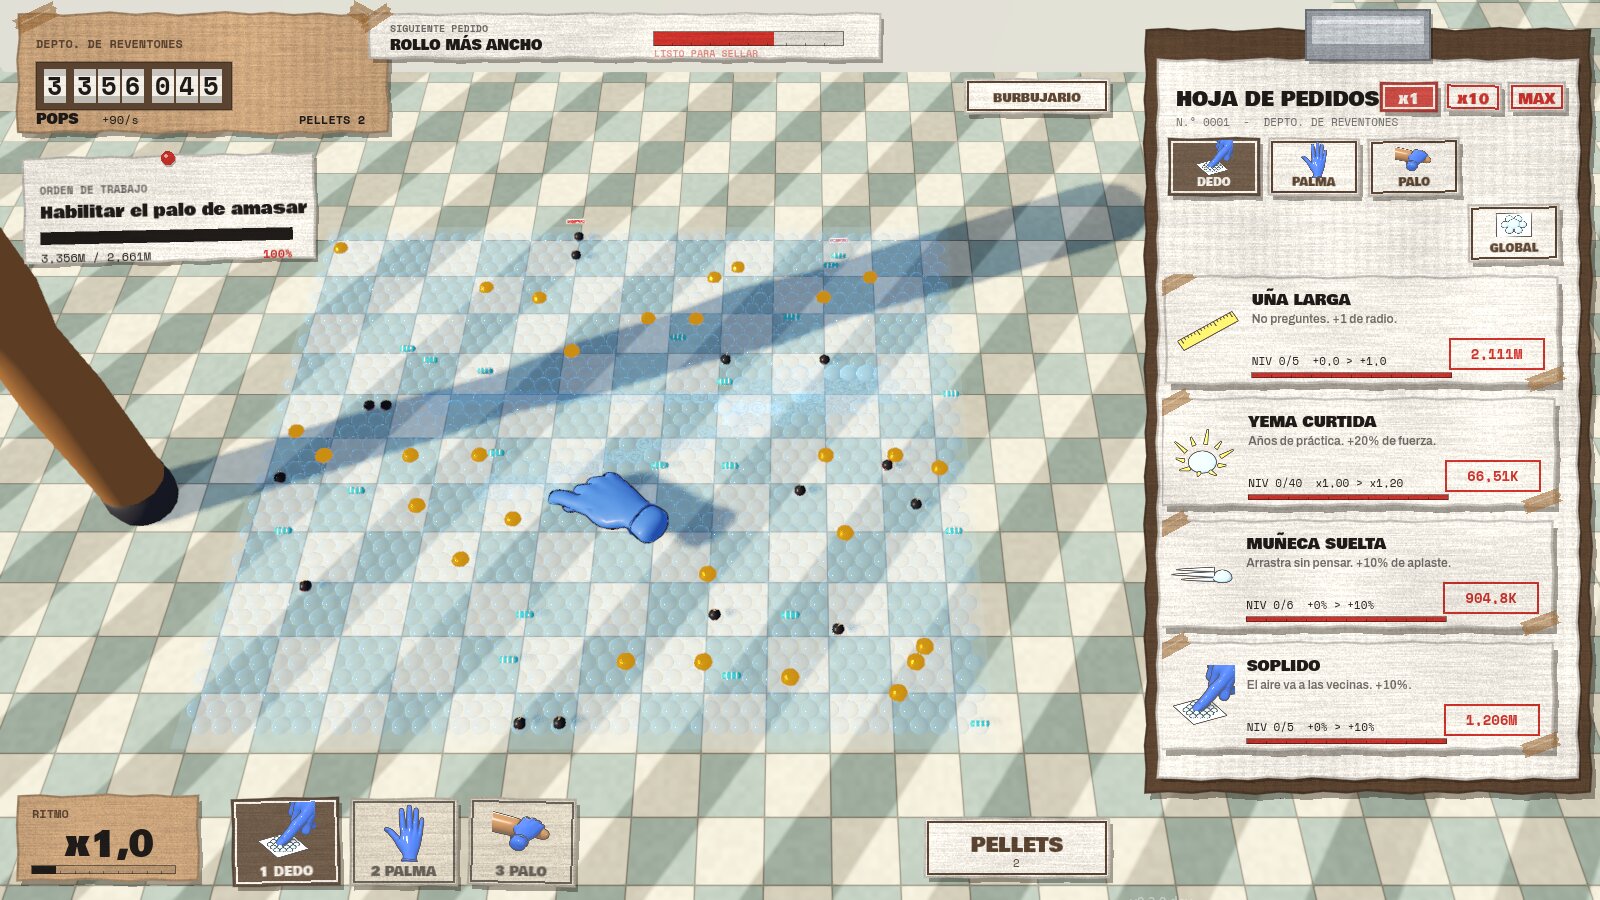 DEPTO. DE REVENTONES
3 356 045
POPS +90/s PELLETS 2
SIGUIENTE PEDIDO
ROLLO MÁS ANCHO
LISTO PARA SELLAR
ORDEN DE TRABAJO
Habilitar el palo de amasar
3,356M / 2,661M 100%
BURBUJARIO
HOJA DE PEDIDOS x1 x10 MAX
N.° 0001 - DEPTO. DE REVENTONES
DEDO PALMA PALO
GLOBAL
UÑA LARGA
No preguntes. +1 de radio.
NIV 0/5 +0,0 > +1,0 2,111M
YEMA CURTIDA
Años de práctica. +20% de fuerza.
NIV 0/40 x1,00 > x1,20 66,51K
MUÑECA SUELTA
Arrastra sin pensar. +10% de aplaste.
NIV 0/6 +0% > +10% 904,8K
SOPLIDO
El aire va a las vecinas. +10%.
NIV 0/5 +0% > +10% 1,206M
RITMO
x1,0
1 DEDO 2 PALMA 3 PALO
PELLETS
2